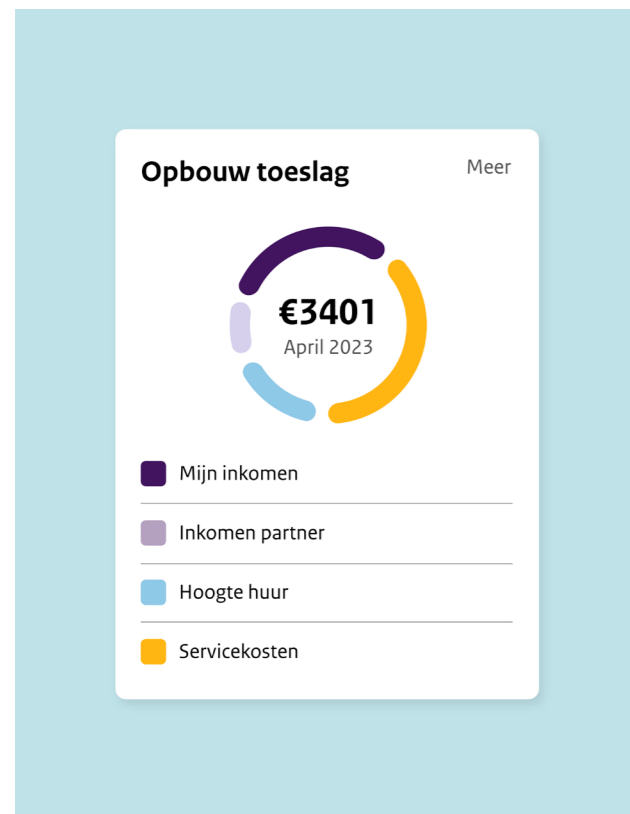 Opbouw toeslag
Meer
€3401
April 2023
Mijn inkomen
Inkomen partner
Hoogte huur
Servicekosten